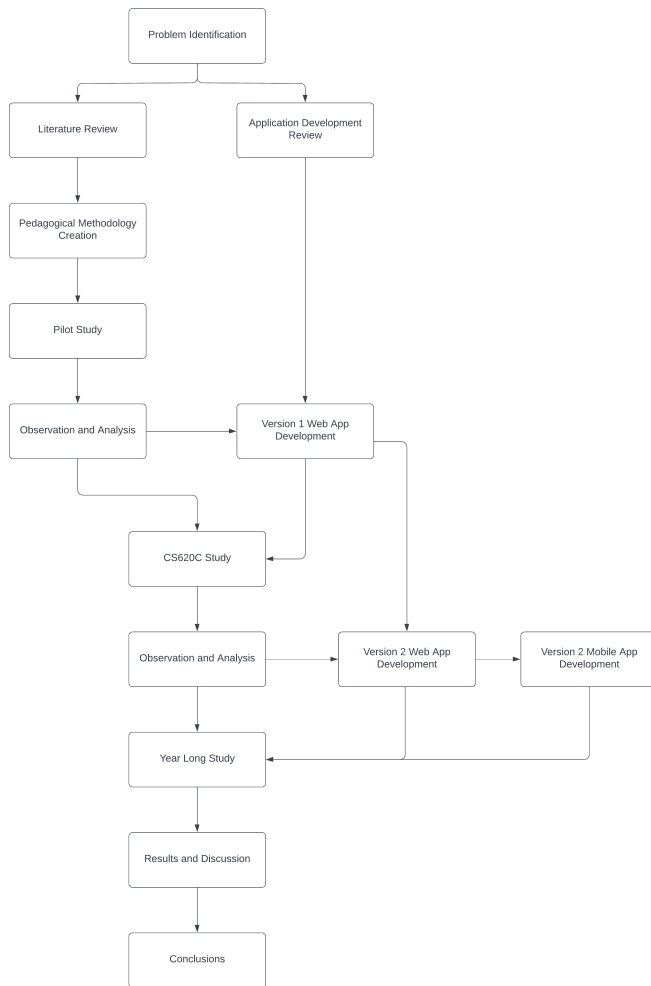 Problem Identification
Literature Review
Application Development
Review
Pedagogical Methodology
Creation
Pilot Study
Observation and Analysis
Version 1 Web App
Development
CS620C Study
Observation and Analysis
Version 2 Web App
Development
Version 2 Mobile App
Development
Year Long Study
Results and Discussion
Conclusions